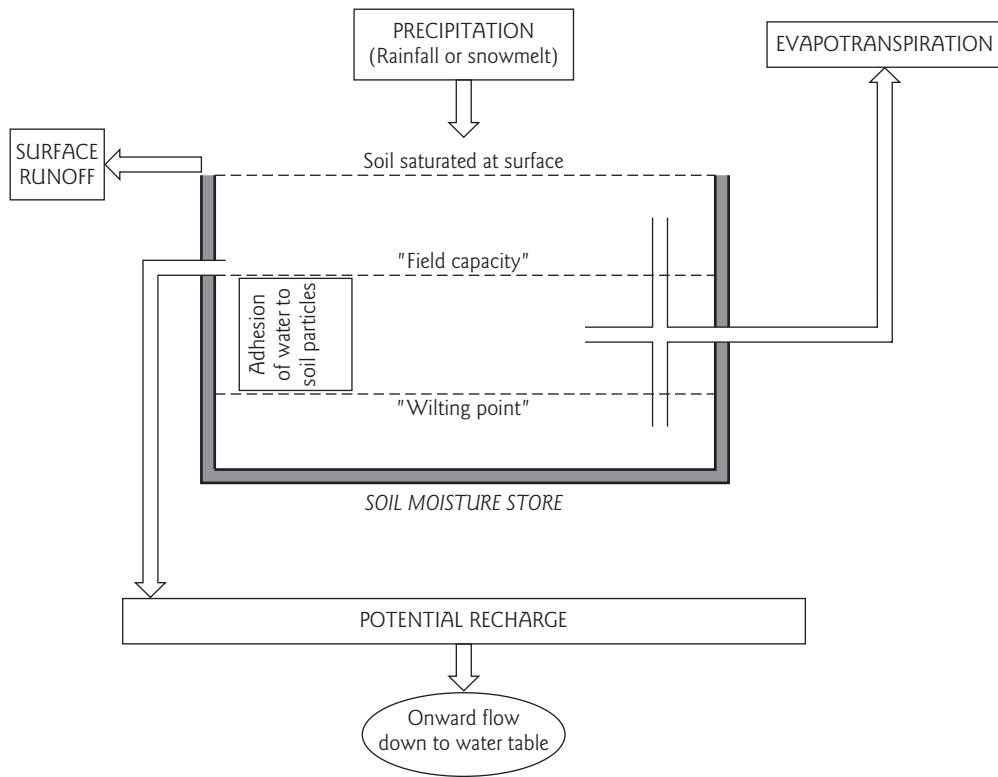 PRECIPITATION
(Rainfall or snowmelt)
EVAPOTRANSPIRATION
SURFACE
RUNOFF
Soil saturated at surface
"Field capacity"
Adhesion
of water to
soil particles
"Wilting point"
SOIL MOISTURE STORE
POTENTIAL RECHARGE
Onward flow
down to water table